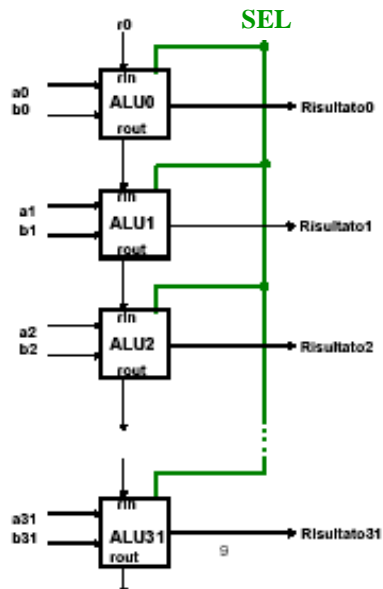 SEL
r0
rin
a0
b0
ALU0
Risultato0
rout
rin
a1
b1
ALU1
Risultato1
rout
rin
a2
b2
ALU2
Risultato2
rout
rin
a31
b31
ALU31
Risultato31
rout
9